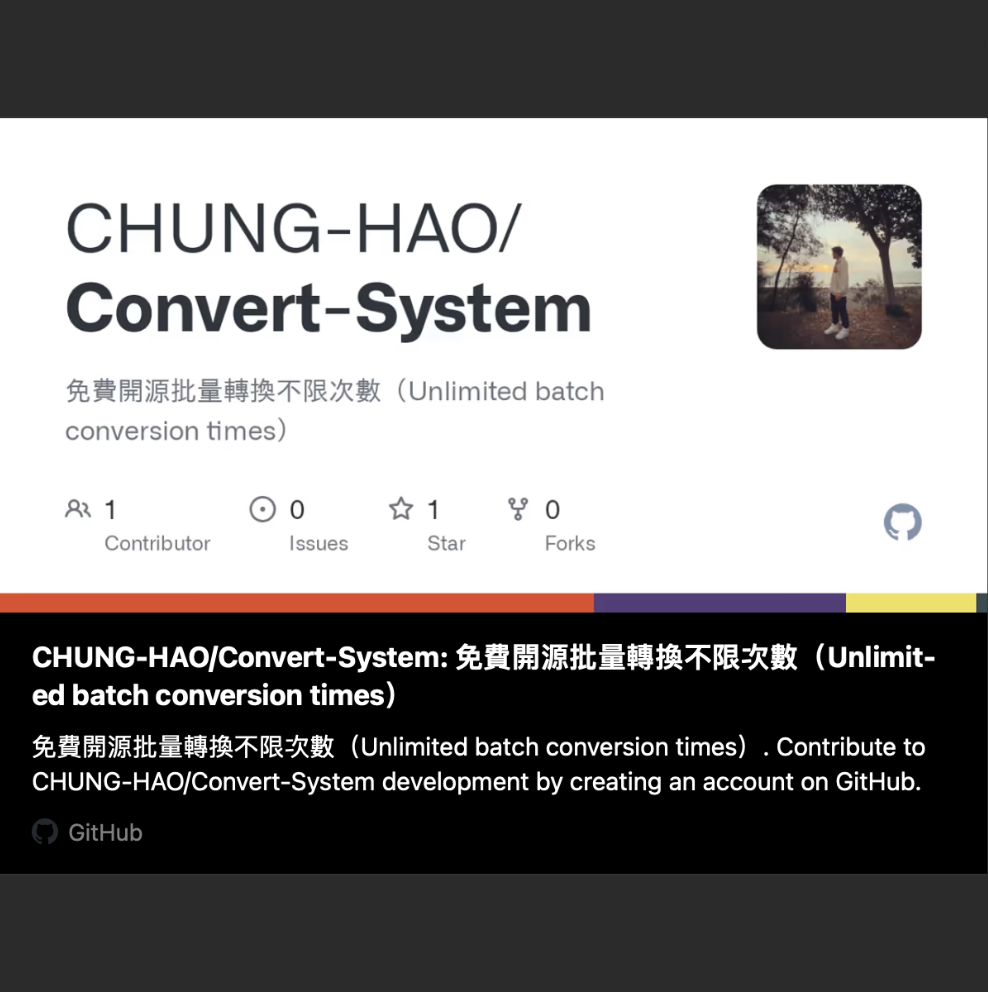 CHUNG-HAO/
Convert-System
免費開源批量轉換不限次數（Unlimited batch
conversion times）
1
Contributor
0
Issues
1
Star
0
Forks
CHUNG-HAO/Convert-System: 免費開源批量轉換不限次數（Unlimit-
ed batch conversion times）
免費開源批量轉換不限次數（Unlimited batch conversion times）. Contribute to
CHUNG-HAO/Convert-System development by creating an account on GitHub.
GitHub